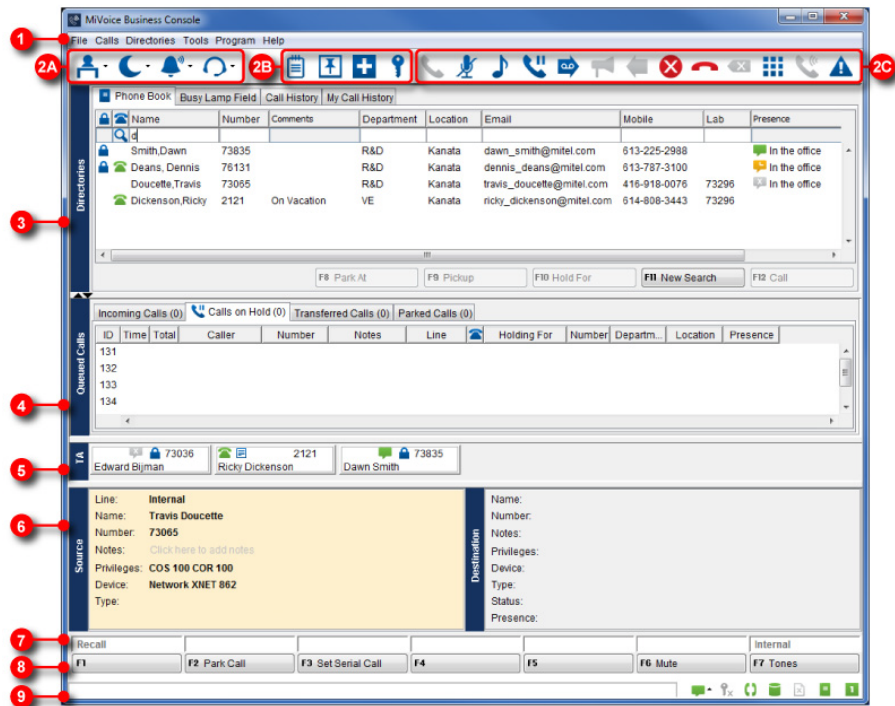 MiVoice Business Console
1
File Calls Directories Tools Program Help
2A
2B
2C
Phone Book Busy Lamp Field Call History My Call History
Name Number Comments Department Location Email Mobile Lab Presence
d
Smith,Dawn 73835 R&D Kanata dawn_smith@mitel.com 613-225-2988 In the office
Deans, Dennis 76131 R&D Kanata dennis_deans@mitel.com 613-787-3100 In the office
Doucette,Travis 73065 R&D Kanata travis_doucette@mitel.com 416-918-0076 73296 In the office
Dickenson,Ricky 2121 On Vacation VE Kanata ricky_dickenson@mitel.com 614-808-3443 73296
Directories
3
F8 Park At F9 Pickup F10 Hold For F11 New Search F12 Call
Incoming Calls (0) Calls on Hold (0) Transferred Calls (0) Parked Calls (0)
ID Time Total Caller Number Notes Line Holding For Number Departm... Location Presence
131
132
133
134
Queued Calls
4
TA
5
73036 2121 73835
Edward Bijman Ricky Dickenson Dawn Smith
6
Source
Line: Internal
Name: Travis Doucette
Number: 73065
Notes: Click here to add notes
Privileges: COS 100 COR 100
Device: Network XNET 862
Type:
Destination
Name:
Number:
Notes:
Privileges:
Device:
Type:
Status:
Presence:
7
Recall Internal
8
F1 F2 Park Call F3 Set Serial Call F4 F5 F6 Mute F7 Tones
9
1